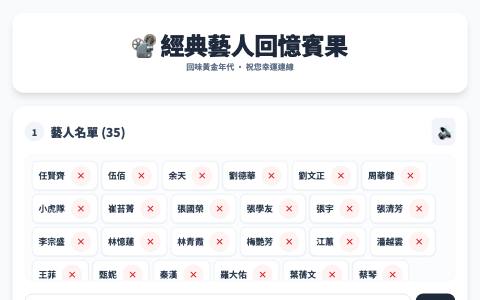 經典藝人回憶賓果
回味黃金年代 • 祝您幸運連線
1 藝人名單 (35)
任賢齊 × 伍佰 × 余天 × 劉德華 × 劉文正 × 周華健 ×
小虎隊 × 崔苔菁 × 張國榮 × 張學友 × 張宇 × 張清芳 ×
李宗盛 × 林憶蓮 × 林青霞 × 梅艷芳 × 江蕙 × 潘越雲 ×
王菲 × 甄妮 × 秦漢 × 羅大佑 × 葉蒨文 × 蔡琴 ×